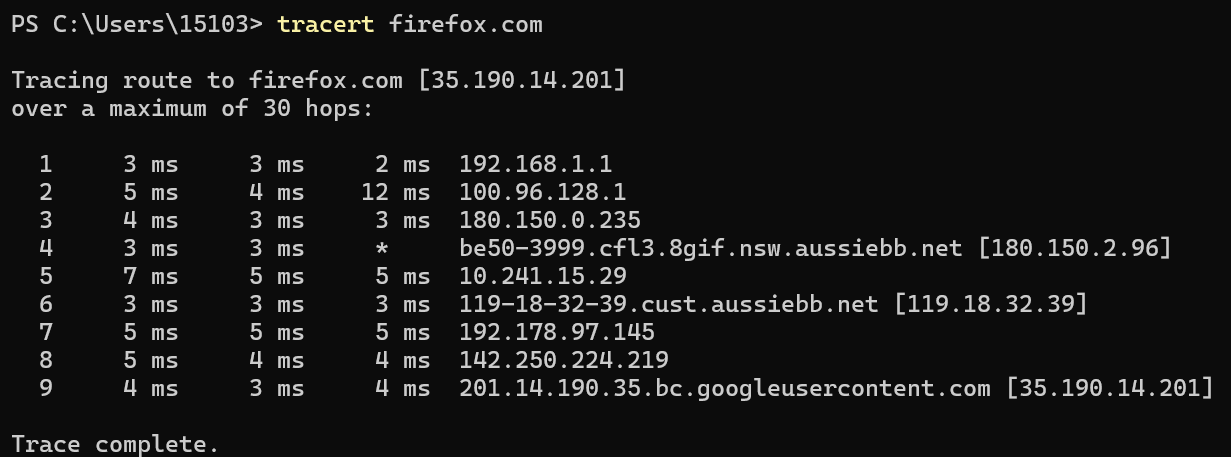 PS C:\Users\15103> tracert firefox.com
Tracing route to firefox.com [35.190.14.201]
over a maximum of 30 hops:
1 3 ms 3 ms 2 ms 192.168.1.1
2 5 ms 4 ms 12 ms 100.96.128.1
3 4 ms 3 ms 3 ms 180.150.0.235
4 3 ms 3 ms * be50-3999.cfl3.8gif.nsw.aussiebb.net [180.150.2.96]
5 7 ms 5 ms 5 ms 10.241.15.29
6 3 ms 3 ms 3 ms 119-18-32-39.cust.aussiebb.net [119.18.32.39]
7 5 ms 5 ms 5 ms 192.178.97.145
8 5 ms 4 ms 4 ms 142.250.224.219
9 4 ms 3 ms 4 ms 201.14.190.35.bc.googleusercontent.com [35.190.14.201]
Trace complete.